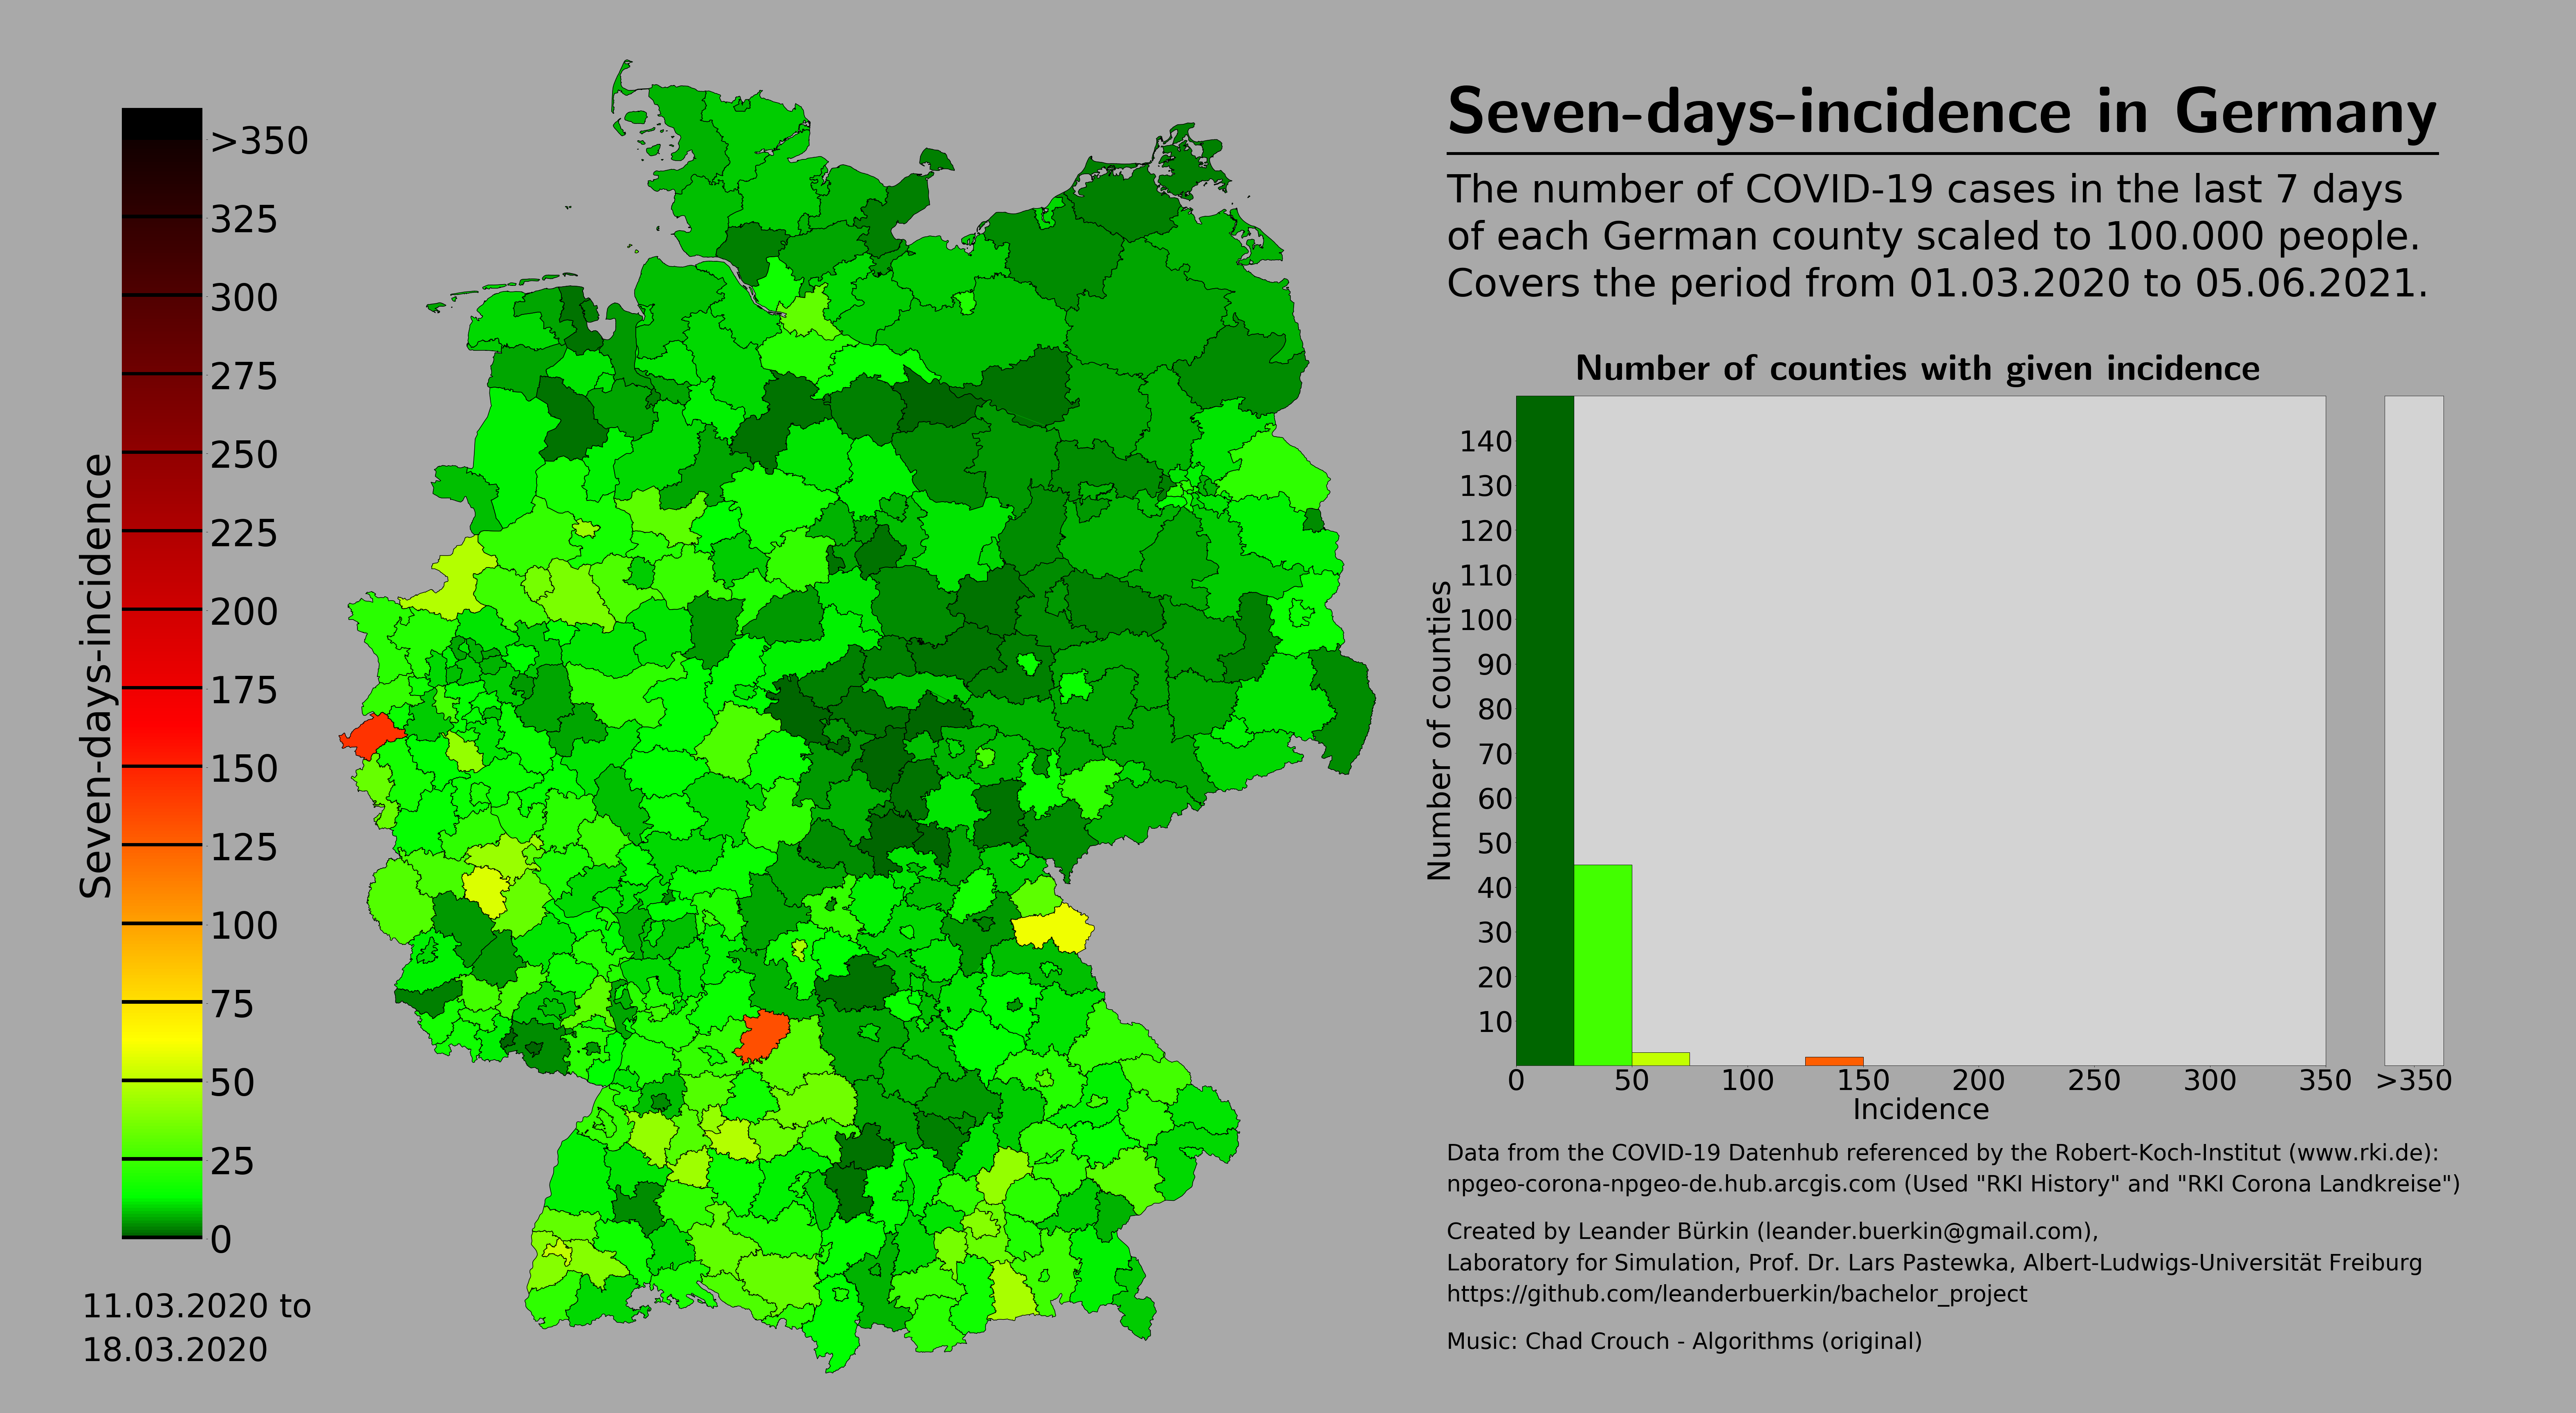 Seven-days-incidence in Germany
The number of COVID-19 cases in the last 7 days
of each German county scaled to 100.000 people.
Covers the period from 01.03.2020 to 05.06.2021.
Seven-days-incidence
>350
325
300
275
250
225
200
175
150
125
100
75
50
25
0
11.03.2020 to
18.03.2020
Number of counties with given incidence
Number of counties
140
130
120
110
100
90
80
70
60
50
40
30
20
10
0 50 100 150 200 250 300 350 >350
Incidence
Data from the COVID-19 Datenhub referenced by the Robert-Koch-Institut (www.rki.de):
npgeo-corona-npgeo-de.hub.arcgis.com (Used "RKI History" and "RKI Corona Landkreise")
Created by Leander Bürkin (leander.buerkin@gmail.com),
Laboratory for Simulation, Prof. Dr. Lars Pastewka, Albert-Ludwigs-Universität Freiburg
https://github.com/leanderbuerkin/bachelor_project
Music: Chad Crouch - Algorithms (original)